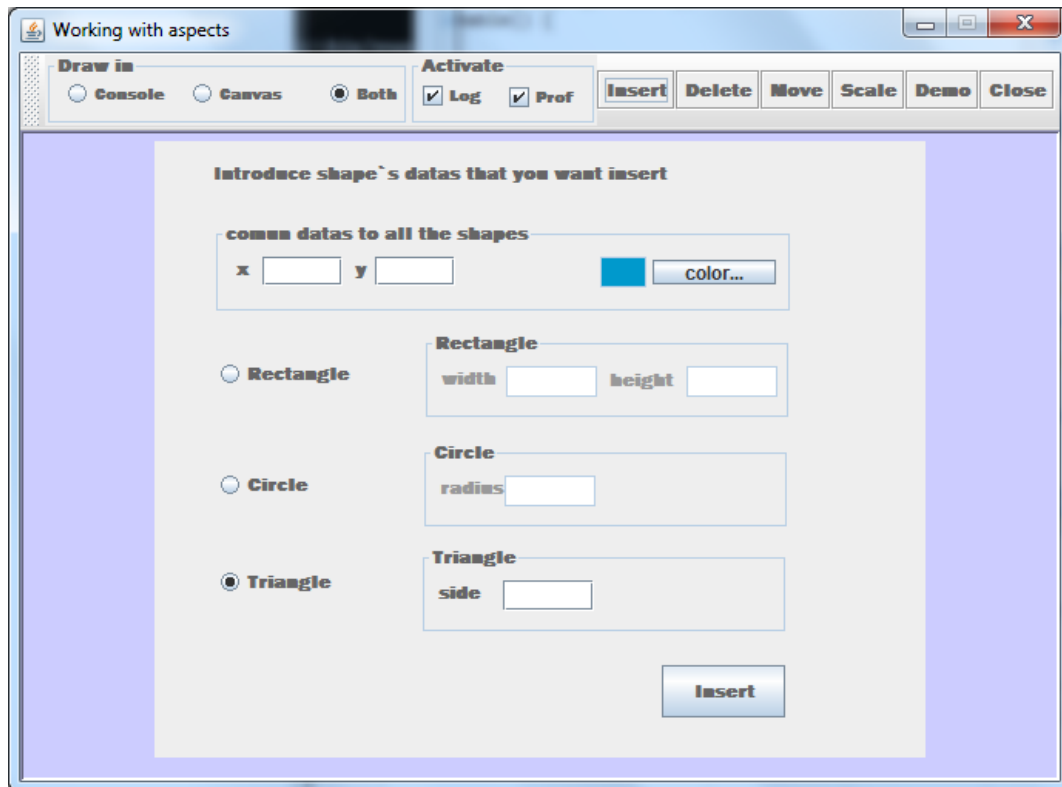 Working with aspects
Draw in
Console Canvas Both
Activate
Log Prof
Insert Delete Move Scale Demo Close
Introduce shape`s datas that you want insert
comun datas to all the shapes
x y color...
Rectangle
Rectangle
width height
Circle
Circle
radius
Triangle
Triangle
side
Insert